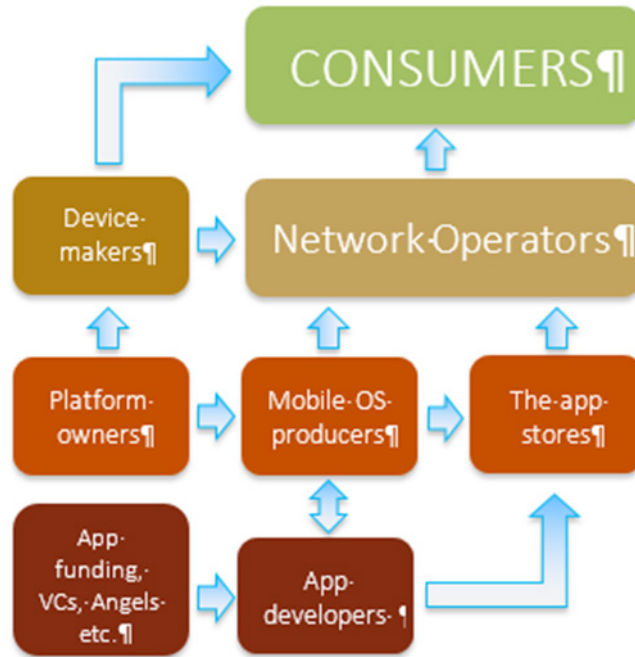 CONSUMERS¶
Device·
makers¶
Network·Operators¶
Platform·
owners¶
Mobile·OS·
producers¶
The·app·
stores¶
App·
funding,·
VCs,·Angels·
etc.¶
App·
developers·¶